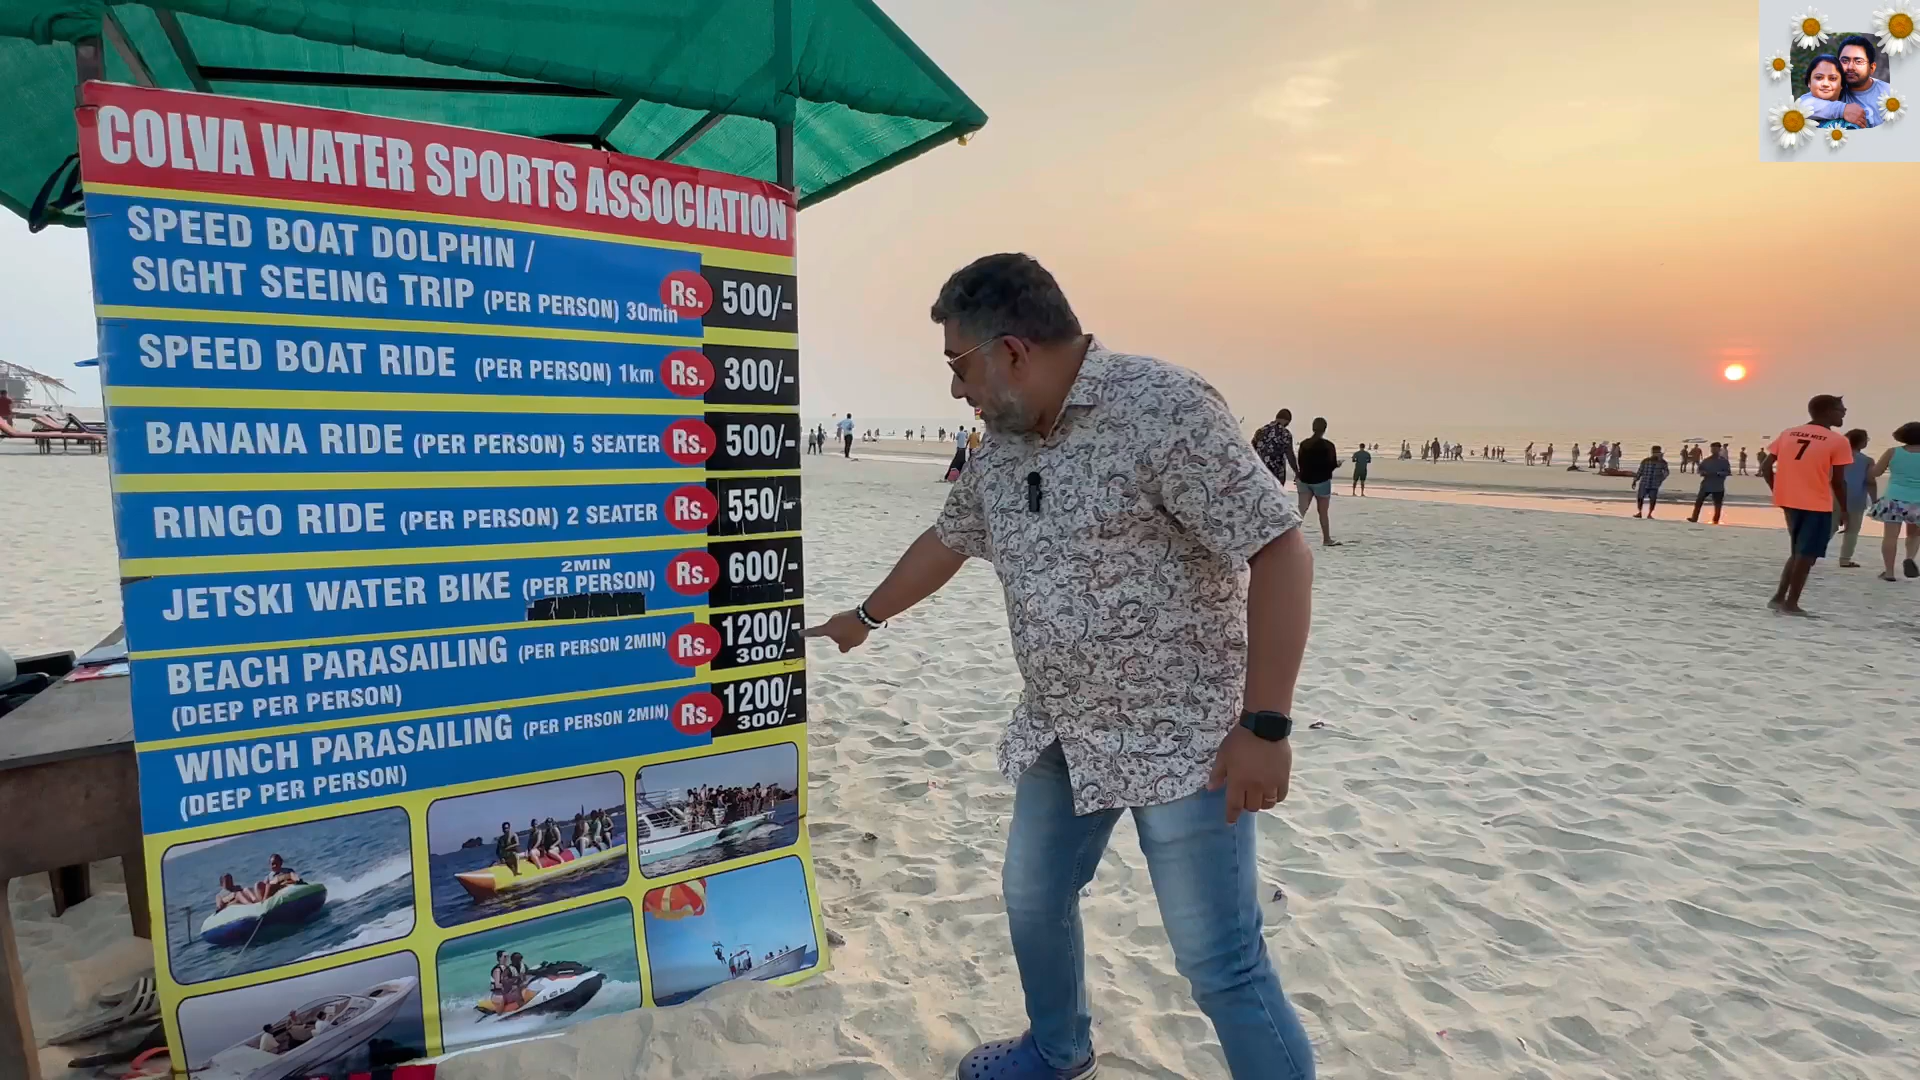 COLVA WATER SPORTS ASSOCIATION
SPEED BOAT DOLPHIN /
SIGHT SEEING TRIP (PER PERSON) 30min Rs. 500/-
SPEED BOAT RIDE (PER PERSON) 1km Rs. 300/-
BANANA RIDE (PER PERSON) 5 SEATER Rs. 500/-
RINGO RIDE (PER PERSON) 2 SEATER Rs. 550/-
2MIN
JETSKI WATER BIKE (PER PERSON) Rs. 600/-
BEACH PARASAILING (PER PERSON 2MIN) Rs. 1200/-
(DEEP PER PERSON) 300/-
WINCH PARASAILING (PER PERSON 2MIN) Rs. 1200/-
(DEEP PER PERSON) 300/-
7